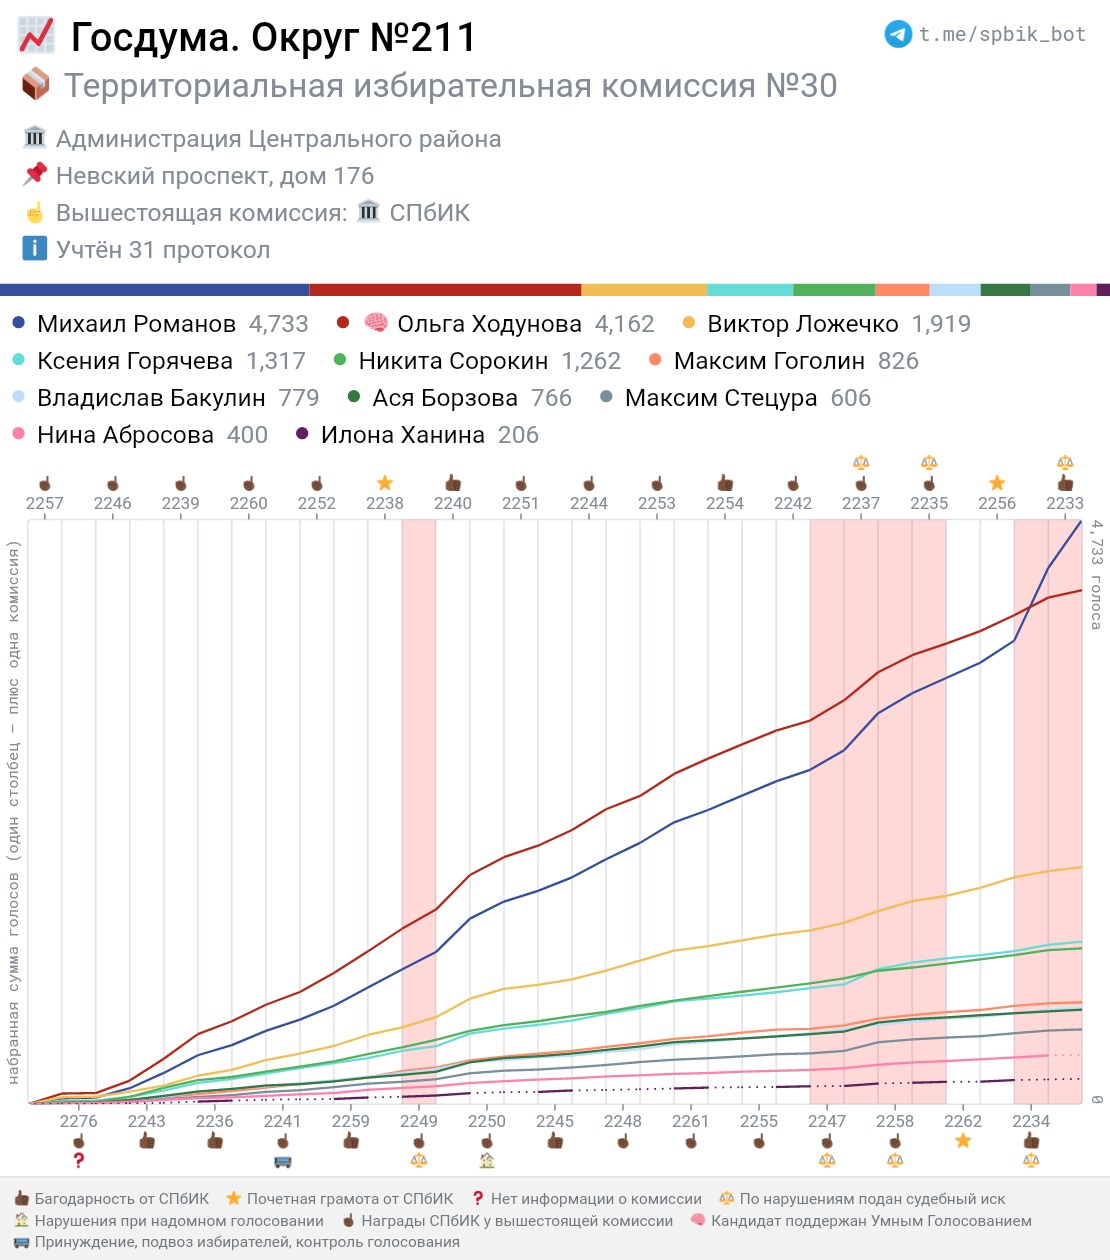 Госдума. Округ №211
t.me/spbik_bot
Территориальная избирательная комиссия №30
Администрация Центрального района
Невский проспект, дом 176
Вышестоящая комиссия: СПбИК
Учтён 31 протокол
Михаил Романов 4,733 Ольга Ходунова 4,162 Виктор Ложечко 1,919
Ксения Горячева 1,317 Никита Сорокин 1,262 Максим Гоголин 826
Владислав Бакулин 779 Ася Борзова 766 Максим Стецура 606
Нина Абросова 400 Илона Ханина 206
2257 2246 2239 2260 2252 2238 2240 2251 2244 2253 2254 2242 2237 2235 2256 2233
набранная сумма голосов (один столбец – плюс одна комиссия)
4,733 голоса
0
2276 2243 2236 2241 2259 2249 2250 2245 2248 2261 2255 2247 2258 2262 2234
Багодарность от СПбИК Почетная грамота от СПбИК Нет информации о комиссии По нарушениям подан судебный иск
Нарушения при надомном голосовании Награды СПбИК у вышестоящей комиссии Кандидат поддержан Умным Голосованием
Принуждение, подвоз избирателей, контроль голосования